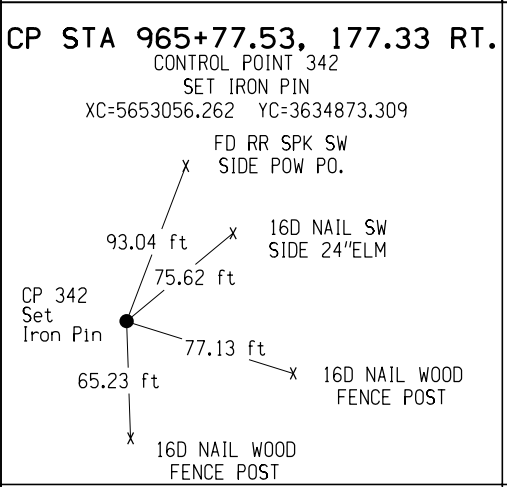 CP STA 965+77.53, 177.33 RT.
CONTROL POINT 342
SET IRON PIN
XC=5653056.262 YC=3634873.309
FD RR SPK SW
SIDE POW PO.
16D NAIL SW
SIDE 24"ELM
93.04 ft
75.62 ft
CP 342
Set
Iron Pin
77.13 ft
65.23 ft
16D NAIL WOOD
FENCE POST
16D NAIL WOOD
FENCE POST